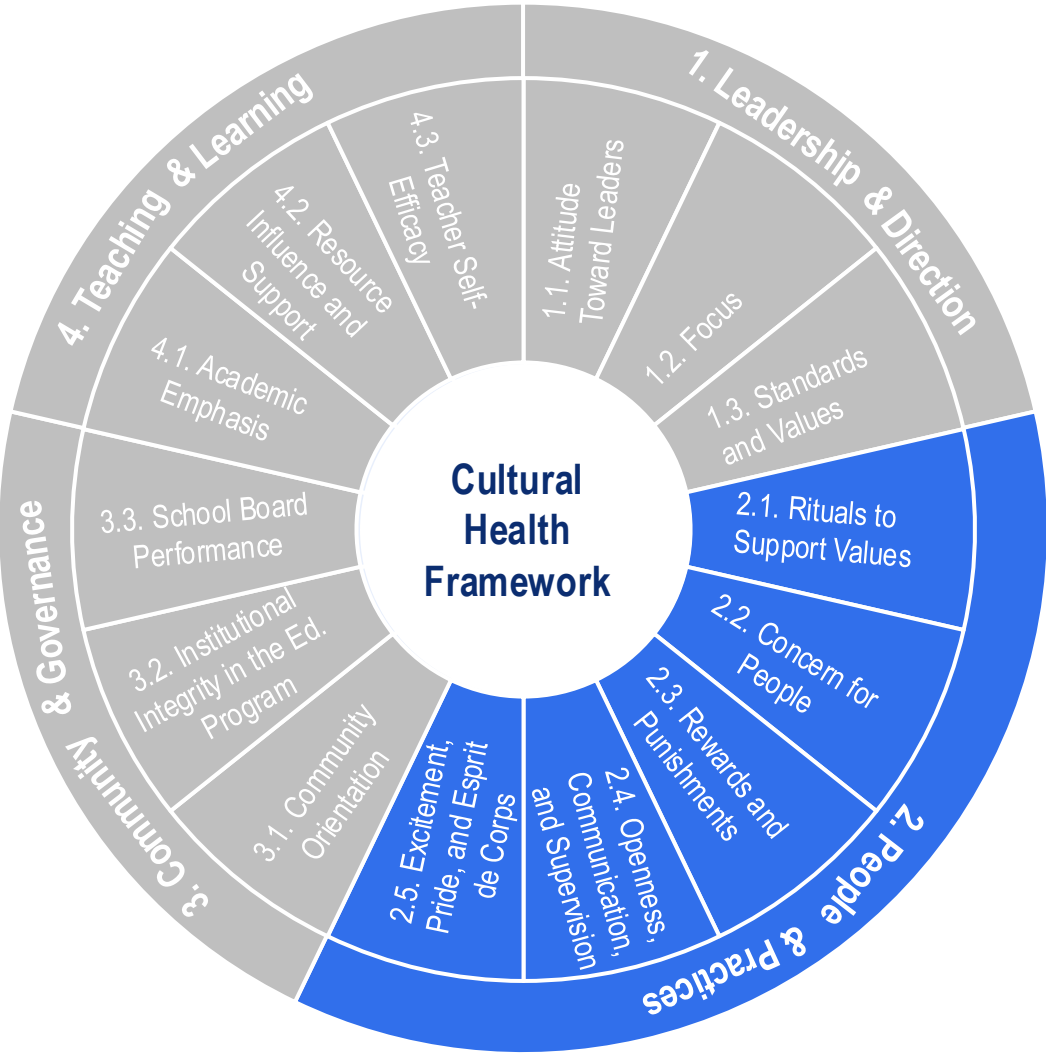 Cultural
Health
Framework
1. Leadership & Direction
1.1. Attitude
Toward Leaders
1.2. Focus
1.3. Standards
and Values
2. People & Practices
2.1. Rituals to
Support Values
2.2. Concern for
People
2.3. Rewards and
Punishments
2.4. Openness,
Communication,
and Supervision
2.5. Excitement,
Pride, and Esprit
de Corps
3. Community & Governance
3.1. Community
Orientation
3.2. Institutional
Integrity in the Ed.
Program
3.3. School Board
Performance
4. Teaching & Learning
4.1. Academic
Emphasis
4.2. Resource
Influence and
Support
4.3. Teacher Self-
Efficacy